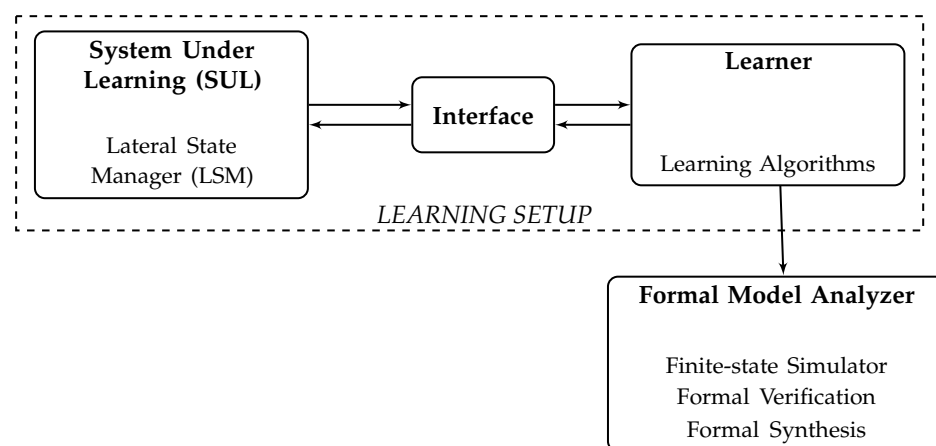 System Under
Learning (SUL)
Lateral State
Manager (LSM)
Interface
Learner
Learning Algorithms
LEARNING SETUP
Formal Model Analyzer
Finite-state Simulator
Formal Verification
Formal Synthesis